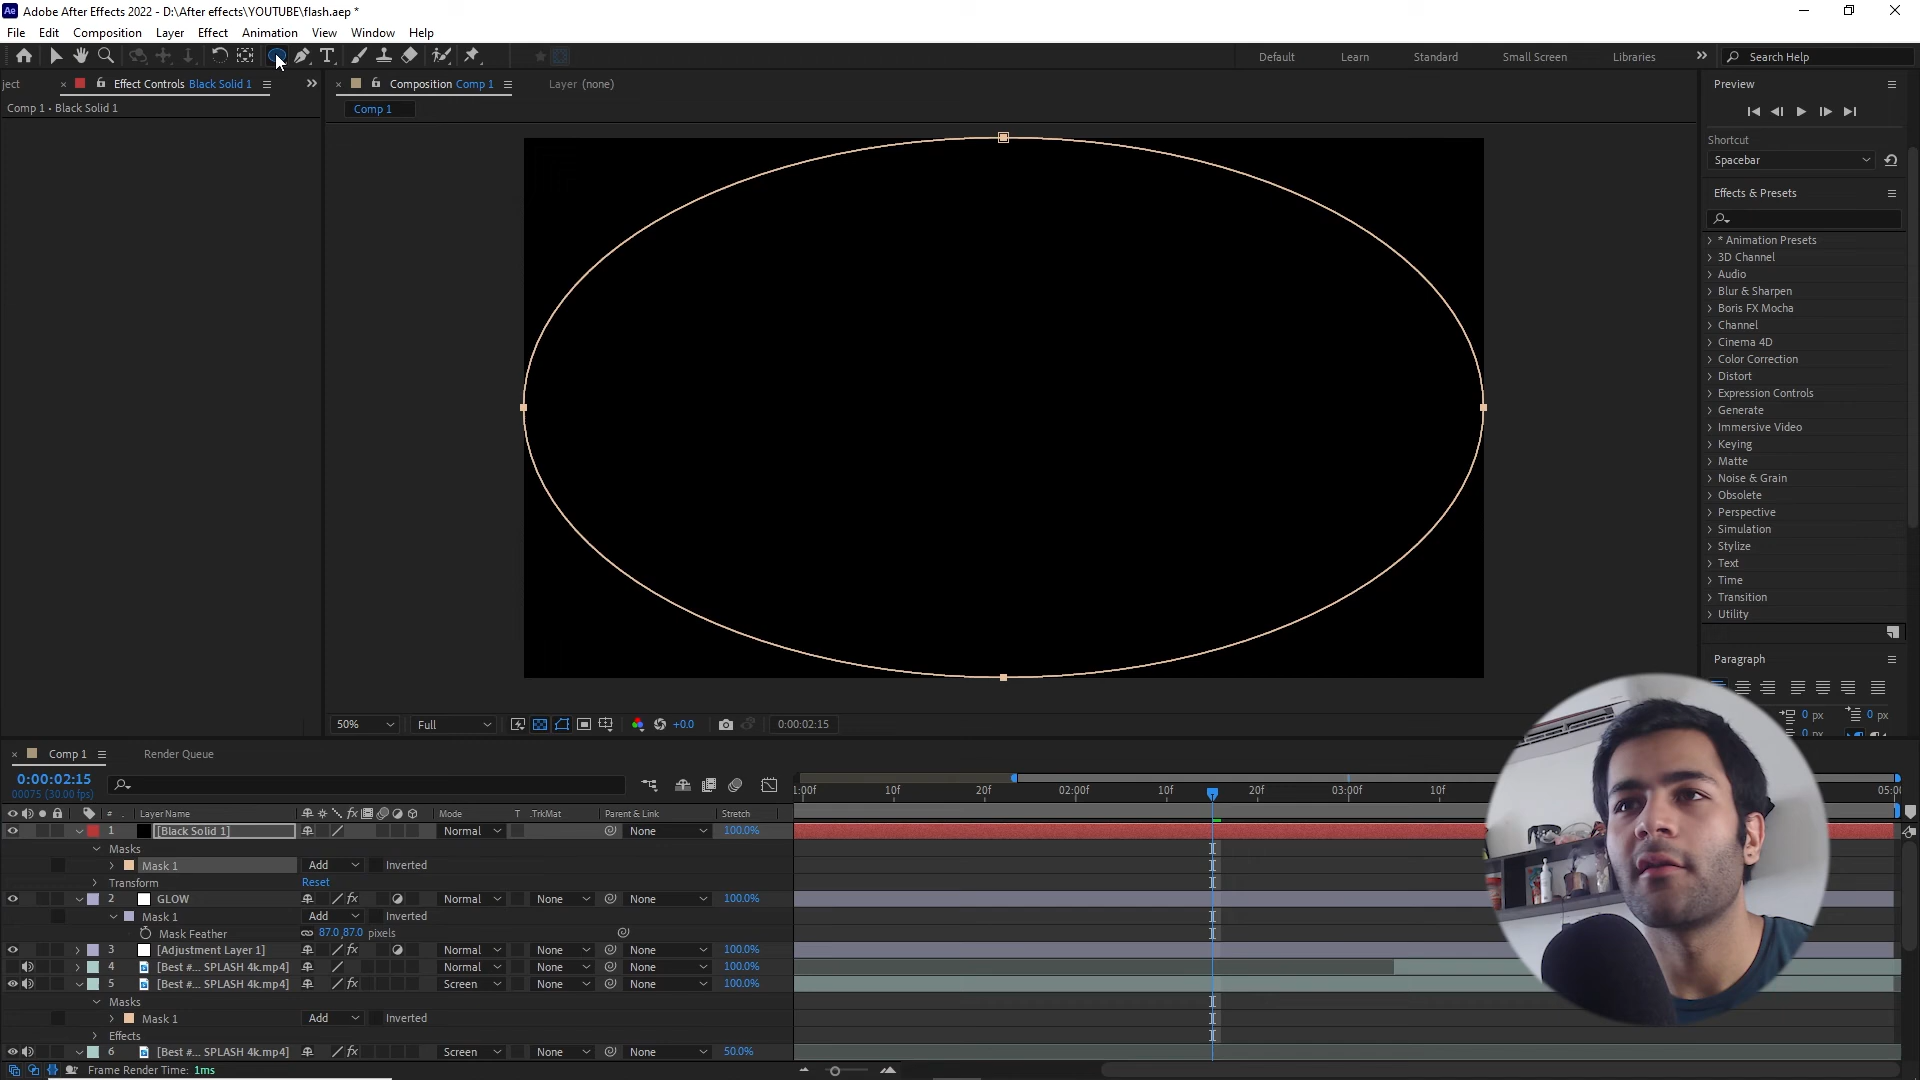 Ae Adobe After Effects 2022 - D:\After effects\YOUTUBE\flash.aep *
File Edit Composition Layer Effect Animation View Window Help
Default Learn Standard Small Screen Libraries Search Help
ject Effect Controls Black Solid 1 Composition Comp 1 Layer (none) Preview
Comp 1 • Black Solid 1
Comp 1
Shortcut
Spacebar
Effects & Presets
* Animation Presets
3D Channel
Audio
Blur & Sharpen
Boris FX Mocha
Channel
Cinema 4D
Color Correction
Distort
Expression Controls
Generate
Immersive Video
Keying
Matte
Noise & Grain
Obsolete
Perspective
Simulation
Stylize
Text
Time
Transition
Utility
Paragraph
0 px 0 px
50% Full +0.0 0:00:02:15
Comp 1 Render Queue
0:00:02:15
00075 (30.00 fps)
1:00f 10f 20f 02:00f 10f 20f 03:00f 10f 05:0
# Layer Name Mode T .TrkMat Parent & Link Stretch
1 [Black Solid 1] Normal None 100.0%
Masks
Mask 1 Add Inverted
Transform Reset
2 GLOW fx Normal None None 100.0%
Mask 1 Add Inverted
Mask Feather 87.0,87.0 pixels
3 [Adjustment Layer 1] fx Normal None None 100.0%
4 [Best #... SPLASH 4k.mp4] Normal None None 100.0%
5 [Best #... SPLASH 4k.mp4] fx Screen None None 100.0%
Masks
Mask 1 Add Inverted
Effects
6 [Best #... SPLASH 4k.mp4] fx Screen None None 50.0%
Frame Render Time: 1ms